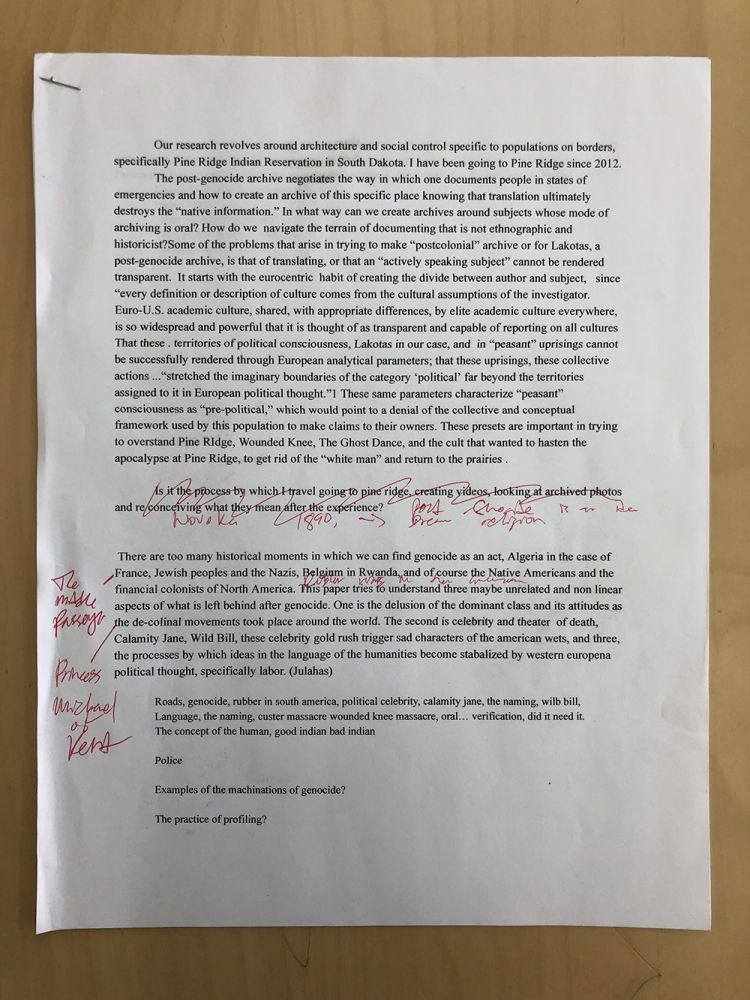 Our research revolves around architecture and social control specific to populations on borders,
specifically Pine Ridge Indian Reservation in South Dakota. I have been going to Pine Ridge since 2012.
The post-genocide archive negotiates the way in which one documents people in states of
emergencies and how to create an archive of this specific place knowing that translation ultimately
destroys the “native information.” In what way can we create archives around subjects whose mode of
archiving is oral? How do we navigate the terrain of documenting that is not ethnographic and
historicist?Some of the problems that arise in trying to make “postcolonial” archive or for Lakotas, a
post-genocide archive, is that of translating, or that an “actively speaking subject” cannot be rendered
transparent. It starts with the eurocentric habit of creating the divide between author and subject, since
“every definition or description of culture comes from the cultural assumptions of the investigator.
Euro-U.S. academic culture, shared, with appropriate differences, by elite academic culture everywhere,
is so widespread and powerful that it is thought of as transparent and capable of reporting on all cultures
That these . territories of political consciousness, Lakotas in our case, and in “peasant” uprisings cannot
be successfully rendered through European analytical parameters; that these uprisings, these collective
actions ...“stretched the imaginary boundaries of the category ‘political’ far beyond the territories
assigned to it in European political thought.”1 These same parameters characterize “peasant”
consciousness as “pre-political,” which would point to a denial of the collective and conceptual
framework used by this population to make claims to their owners. These presets are important in trying
to overstand Pine RIdge, Wounded Knee, The Ghost Dance, and the cult that wanted to hasten the
apocalypse at Pine Ridge, to get rid of the “white man” and return to the prairies .
Is it the process by which I travel going to pine ridge, creating videos, looking at archived photos
and re conceiving what they mean after the experience?
Wovoka 1890, →
religion
There are too many historical moments in which we can find genocide as an act, Algeria in the case of
France, Jewish peoples and the Nazis, Belgium in Rwanda, and of course the Native Americans and the
financial colonists of North America. This paper tries to understand three maybe unrelated and non linear
aspects of what is left behind after genocide. One is the delusion of the dominant class and its attitudes as
the de-colinal movements took place around the world. The second is celebrity and theater of death,
Calamity Jane, Wild Bill, these celebrity gold rush trigger sad characters of the american wets, and three,
the processes by which ideas in the language of the humanities become stabalized by western europena
political thought, specifically labor. (Julahas)
The
middle
passage
Princess
Michael
of
Kent
Roads, genocide, rubber in south america, political celebrity, calamity jane, the naming, wilb bill,
Language, the naming, custer massacre wounded knee massacre, oral... verification, did it need it.
The concept of the human, good indian bad indian
Police
Examples of the machinations of genocide?
The practice of profiling?